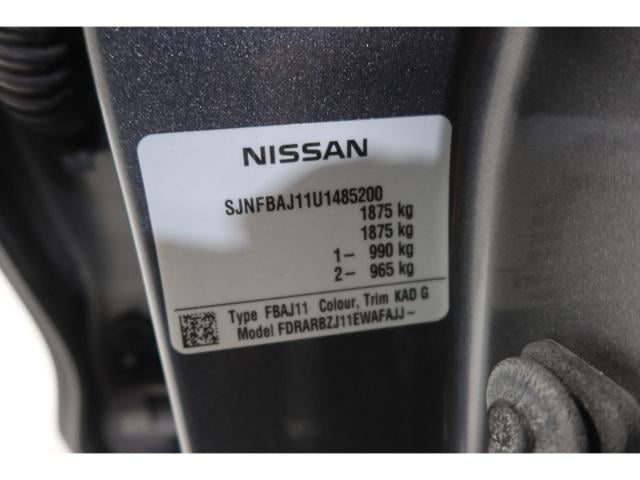 NISSAN
SJNFBAJ11U1485200
1875 kg
1875 kg
1– 990 kg
2– 965 kg
Type FBAJ11 Colour, Trim KAD G
Model FDRARBZJ11EWAFAJJ–